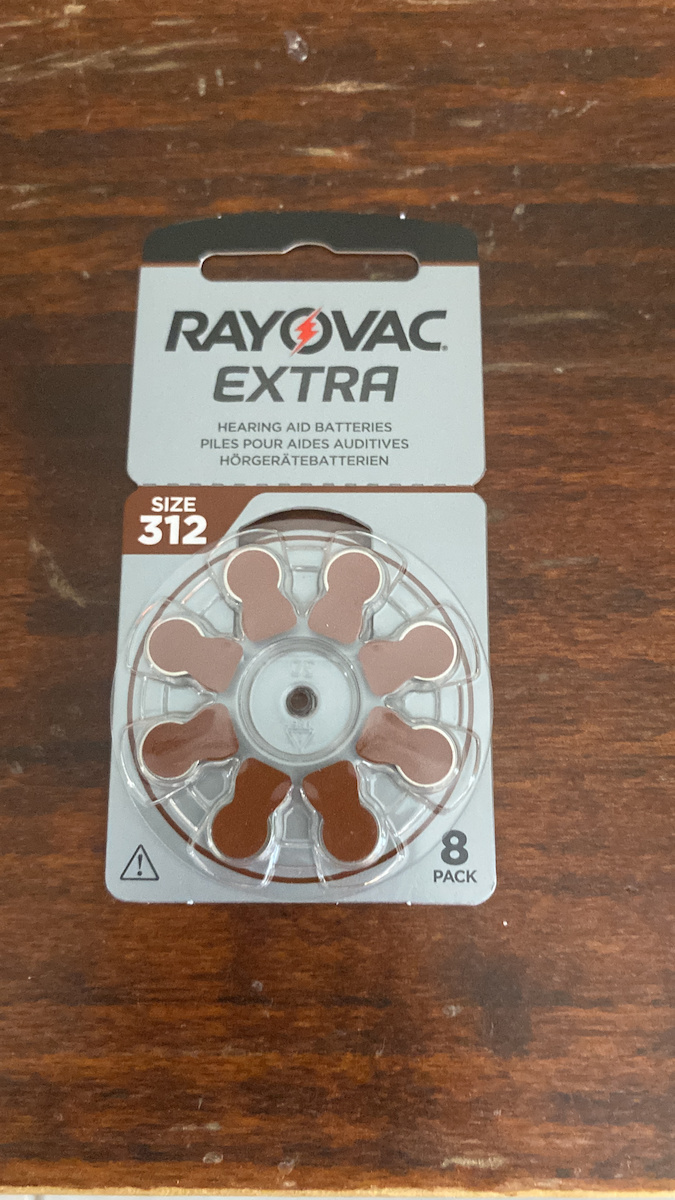 RAYOVAC
EXTRA
HEARING AID BATTERIES
PILES POUR AIDES AUDITIVES
HÖRGERÄTEBATTERIEN
SIZE
312
8
PACK